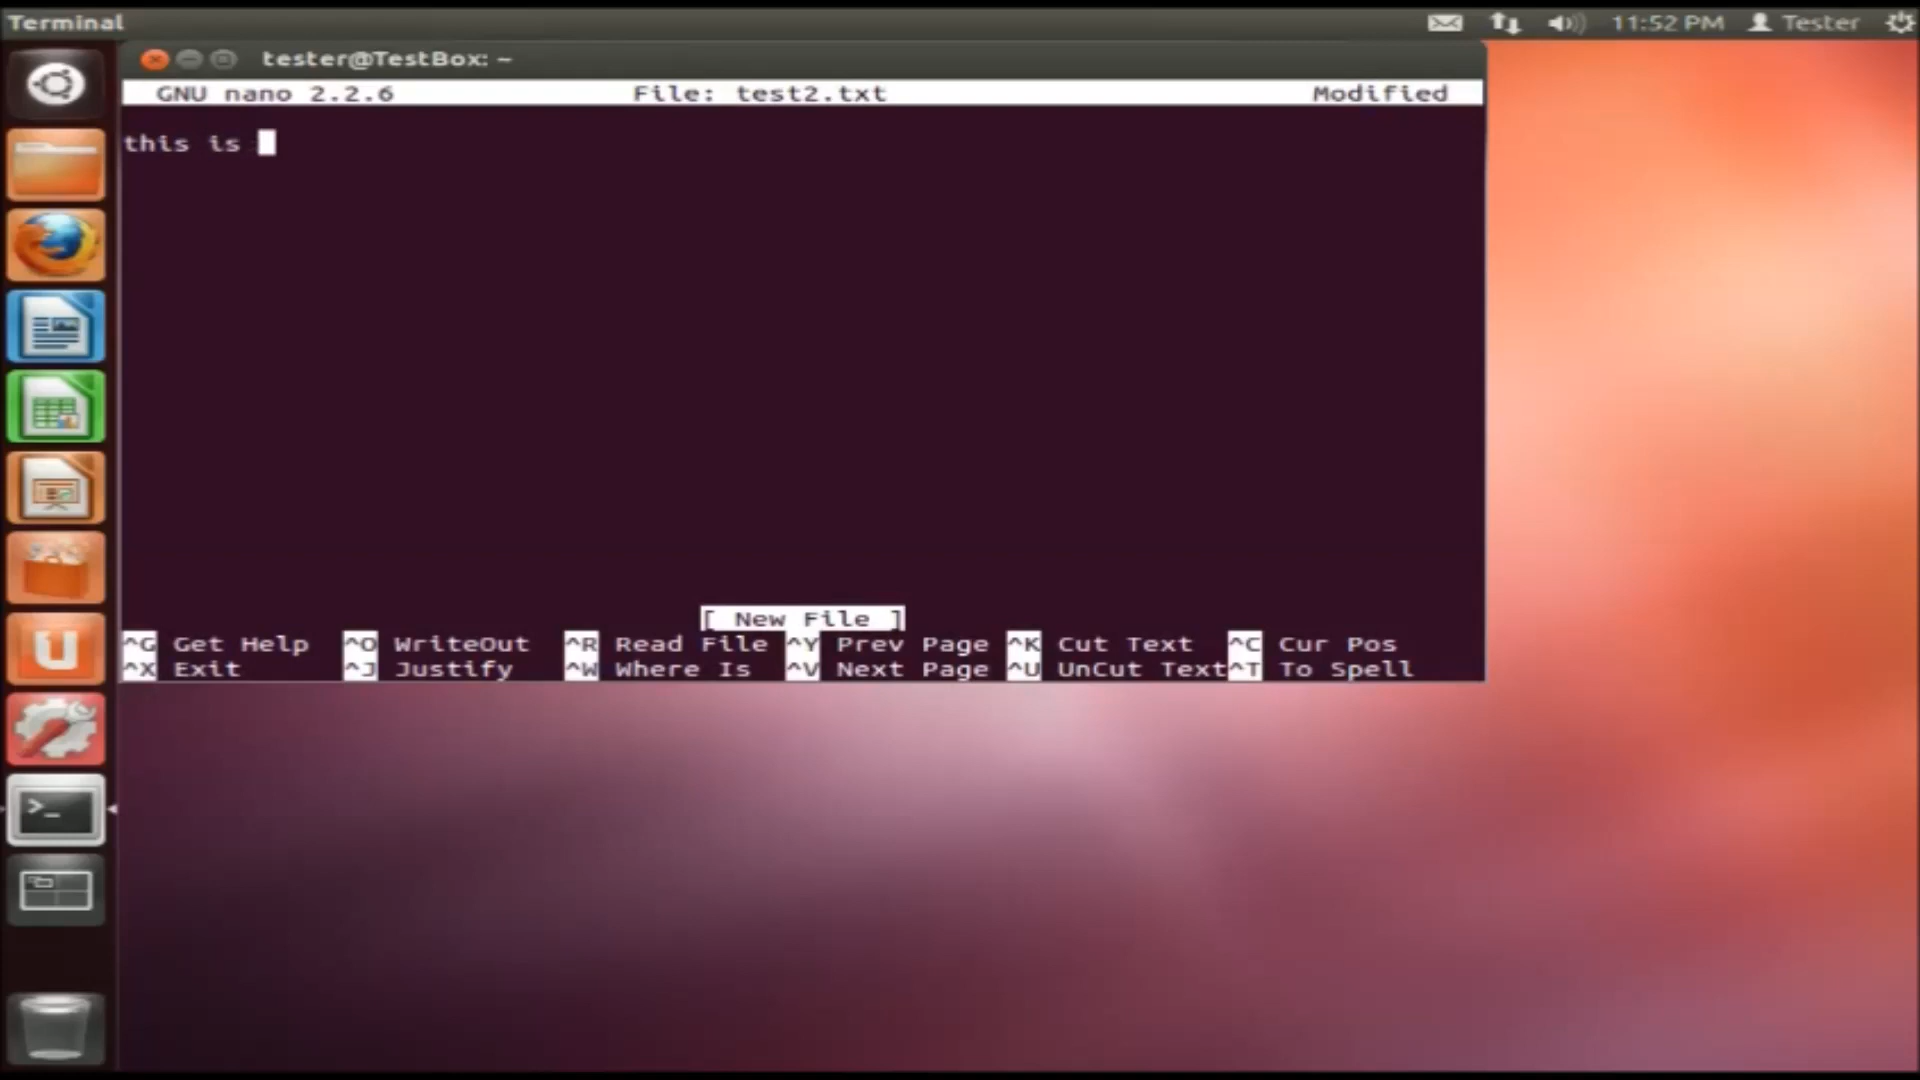 Terminal 11:52 PM Tester
tester@TestBox: ~
GNU nano 2.2.6 File: test2.txt Modified
this is
[ New File ]
^G Get Help ^O WriteOut ^R Read File ^Y Prev Page ^K Cut Text ^C Cur Pos
^X Exit ^J Justify ^W Where Is ^V Next Page ^U UnCut Text ^T To Spell